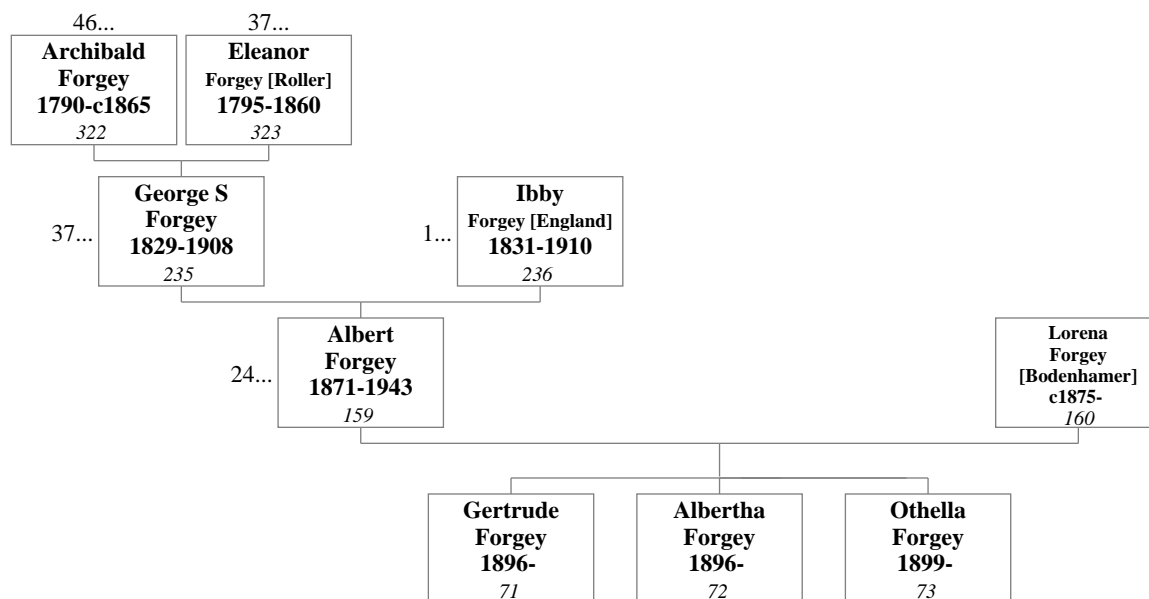 46...
37...
Archibald
Forgey
1790-c1865
322
Eleanor
Forgey [Roller]
1795-1860
323
37...
George S
Forgey
1829-1908
235
1...
Ibby
Forgey [England]
1831-1910
236
24...
Albert
Forgey
1871-1943
159
Lorena
Forgey
[Bodenhamer]
c1875-
160
Gertrude
Forgey
1896-
71
Albertha
Forgey
1896-
72
Othella
Forgey
1899-
73